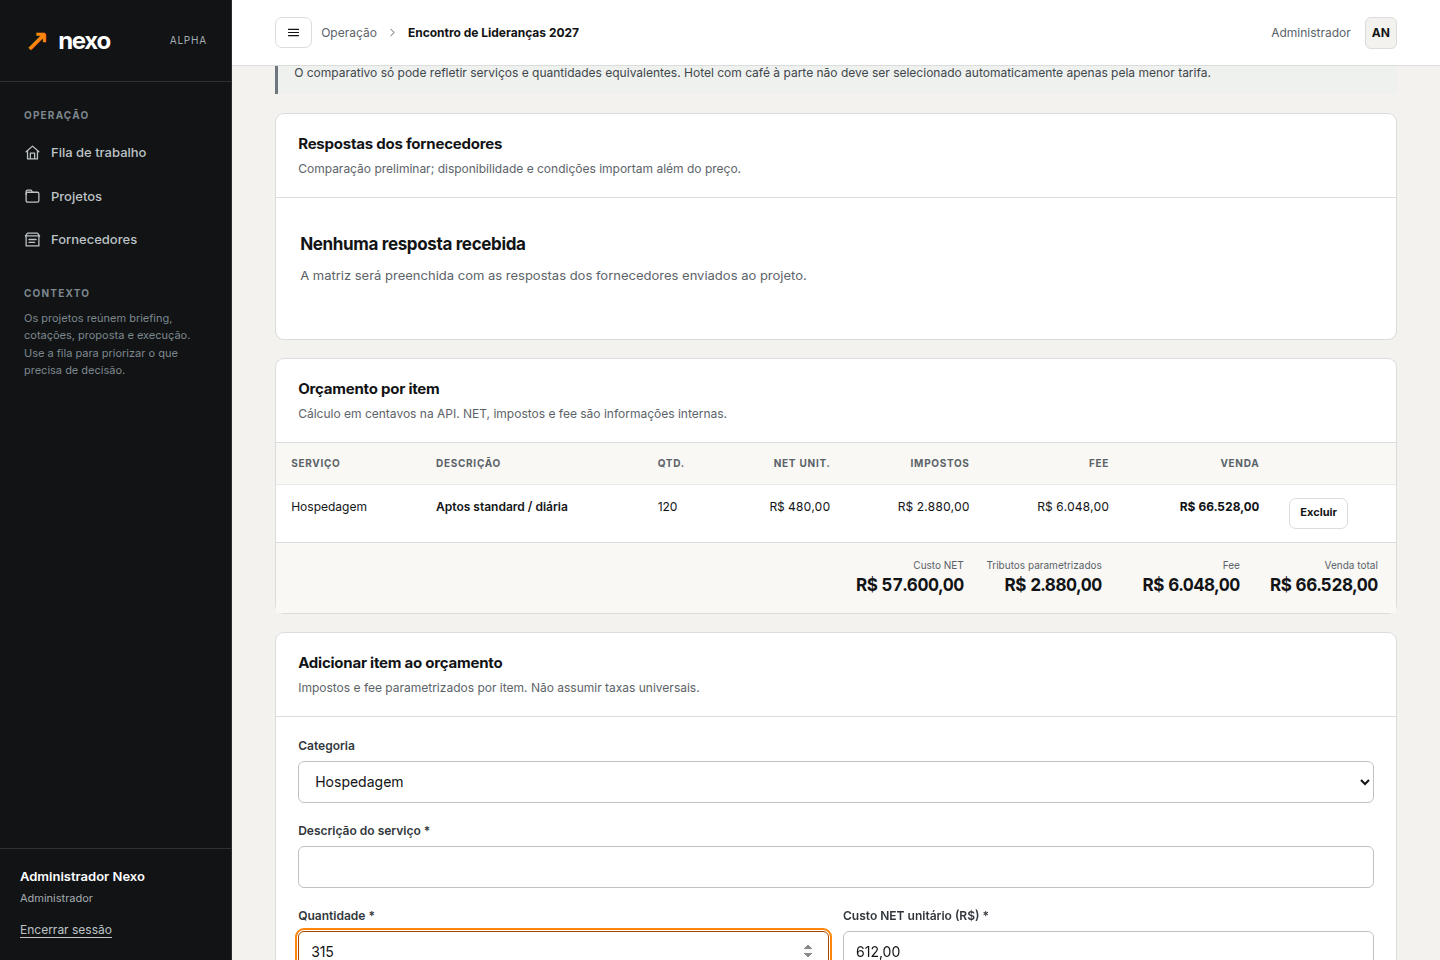 nexo
ALPHA
Operação
Encontro de Lideranças 2027
Administrador
AN
OPERAÇÃO
Fila de trabalho
Projetos
Fornecedores
CONTEXTO
Os projetos reúnem briefing,
cotações, proposta e execução.
Use a fila para priorizar o que
precisa de decisão.
Administrador Nexo
Administrador
Encerrar sessão
O comparativo só pode refletir serviços e quantidades equivalentes. Hotel com café à parte não deve ser selecionado automaticamente apenas pela menor tarifa.
Respostas dos fornecedores
Comparação preliminar; disponibilidade e condições importam além do preço.
Nenhuma resposta recebida
A matriz será preenchida com as respostas dos fornecedores enviados ao projeto.
Orçamento por item
Cálculo em centavos na API. NET, impostos e fee são informações internas.
SERVIÇO DESCRIÇÃO QTD. NET UNIT. IMPOSTOS FEE VENDA
Hospedagem Aptos standard / diária 120 R$ 480,00 R$ 2.880,00 R$ 6.048,00 R$ 66.528,00 Excluir
Custo NET Tributos parametrizados Fee Venda total
R$ 57.600,00 R$ 2.880,00 R$ 6.048,00 R$ 66.528,00
Adicionar item ao orçamento
Impostos e fee parametrizados por item. Não assumir taxas universais.
Categoria
Hospedagem
Descrição do serviço *
Quantidade * Custo NET unitário (R$) *
315 612,00